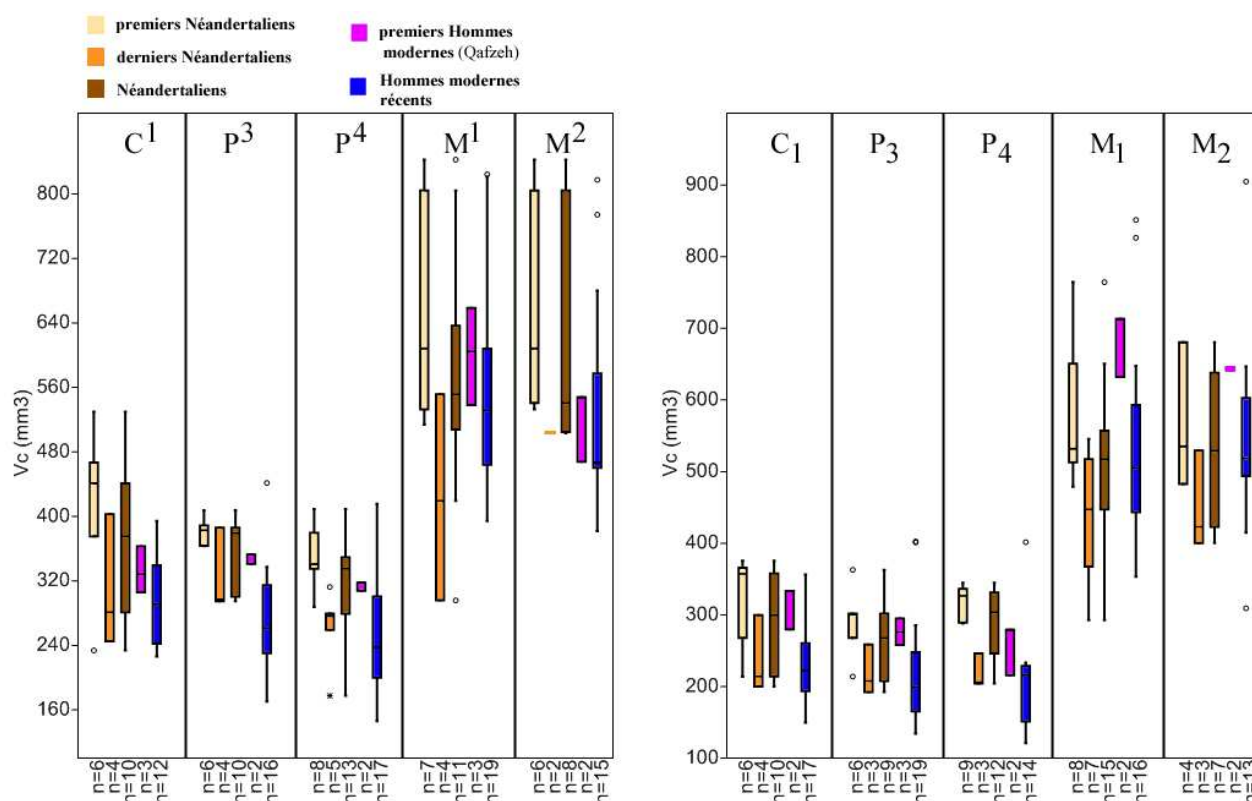 premiers Néandertaliens
derniers Néandertaliens
Néandertaliens
premiers Hommes
modernes (Qafzeh)
Hommes modernes
récents
C1 P3 P4 M1 M2
Vc (mm3)
800
720
640
560
480
400
320
240
160
n=6 n=4 n=10 n=3 n=12 n=6 n=4 n=10 n=2 n=16 n=8 n=5 n=13 n=2 n=17 n=7 n=4 n=11 n=3 n=19 n=6 n=2 n=8 n=2 n=15
C1 P3 P4 M1 M2
Vc (mm3)
900
800
700
600
500
400
300
200
100
n=6 n=4 n=10 n=2 n=17 n=6 n=3 n=9 n=3 n=19 n=9 n=3 n=12 n=2 n=14 n=8 n=7 n=15 n=2 n=16 n=4 n=3 n=7 n=2 n=13